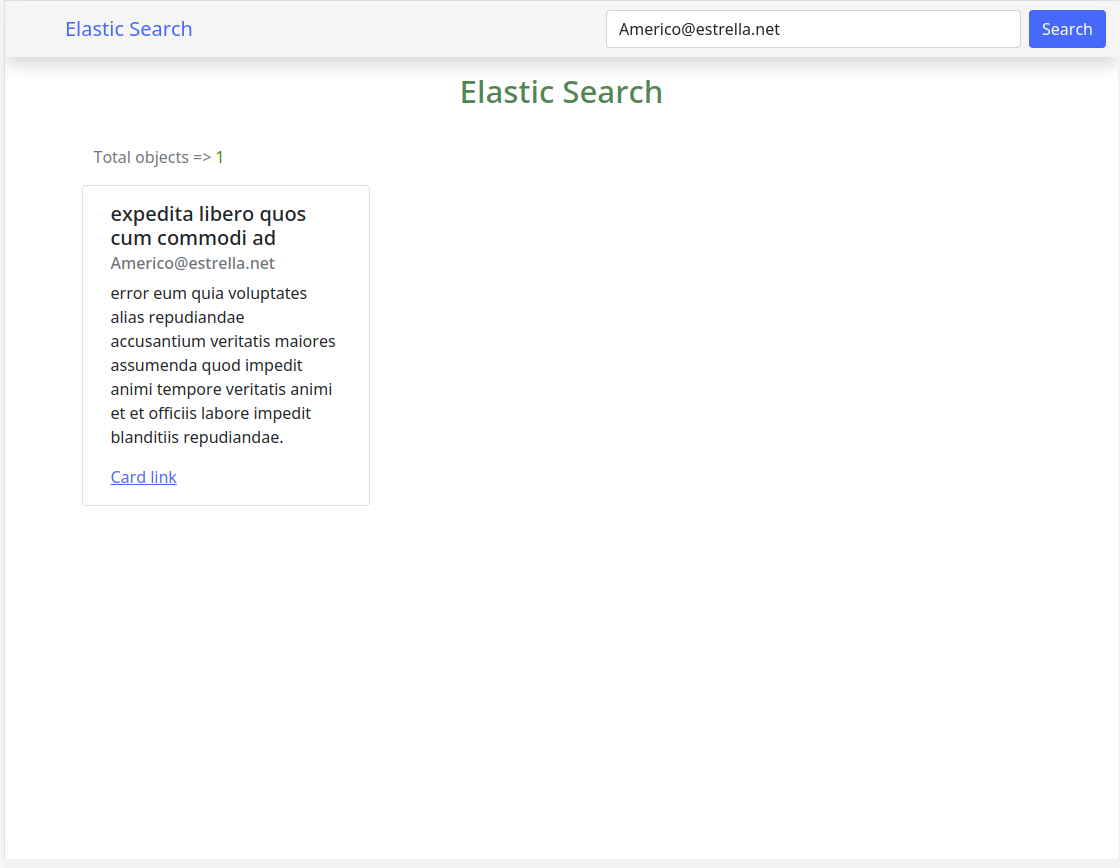 Elastic Search
Americo@estrella.net
Search
Elastic Search
Total objects => 1
expedita libero quos
cum commodi ad
Americo@estrella.net
error eum quia voluptates
alias repudiandae
accusantium veritatis maiores
assumenda quod impedit
animi tempore veritatis animi
et et officiis labore impedit
blanditiis repudiandae.
Card link